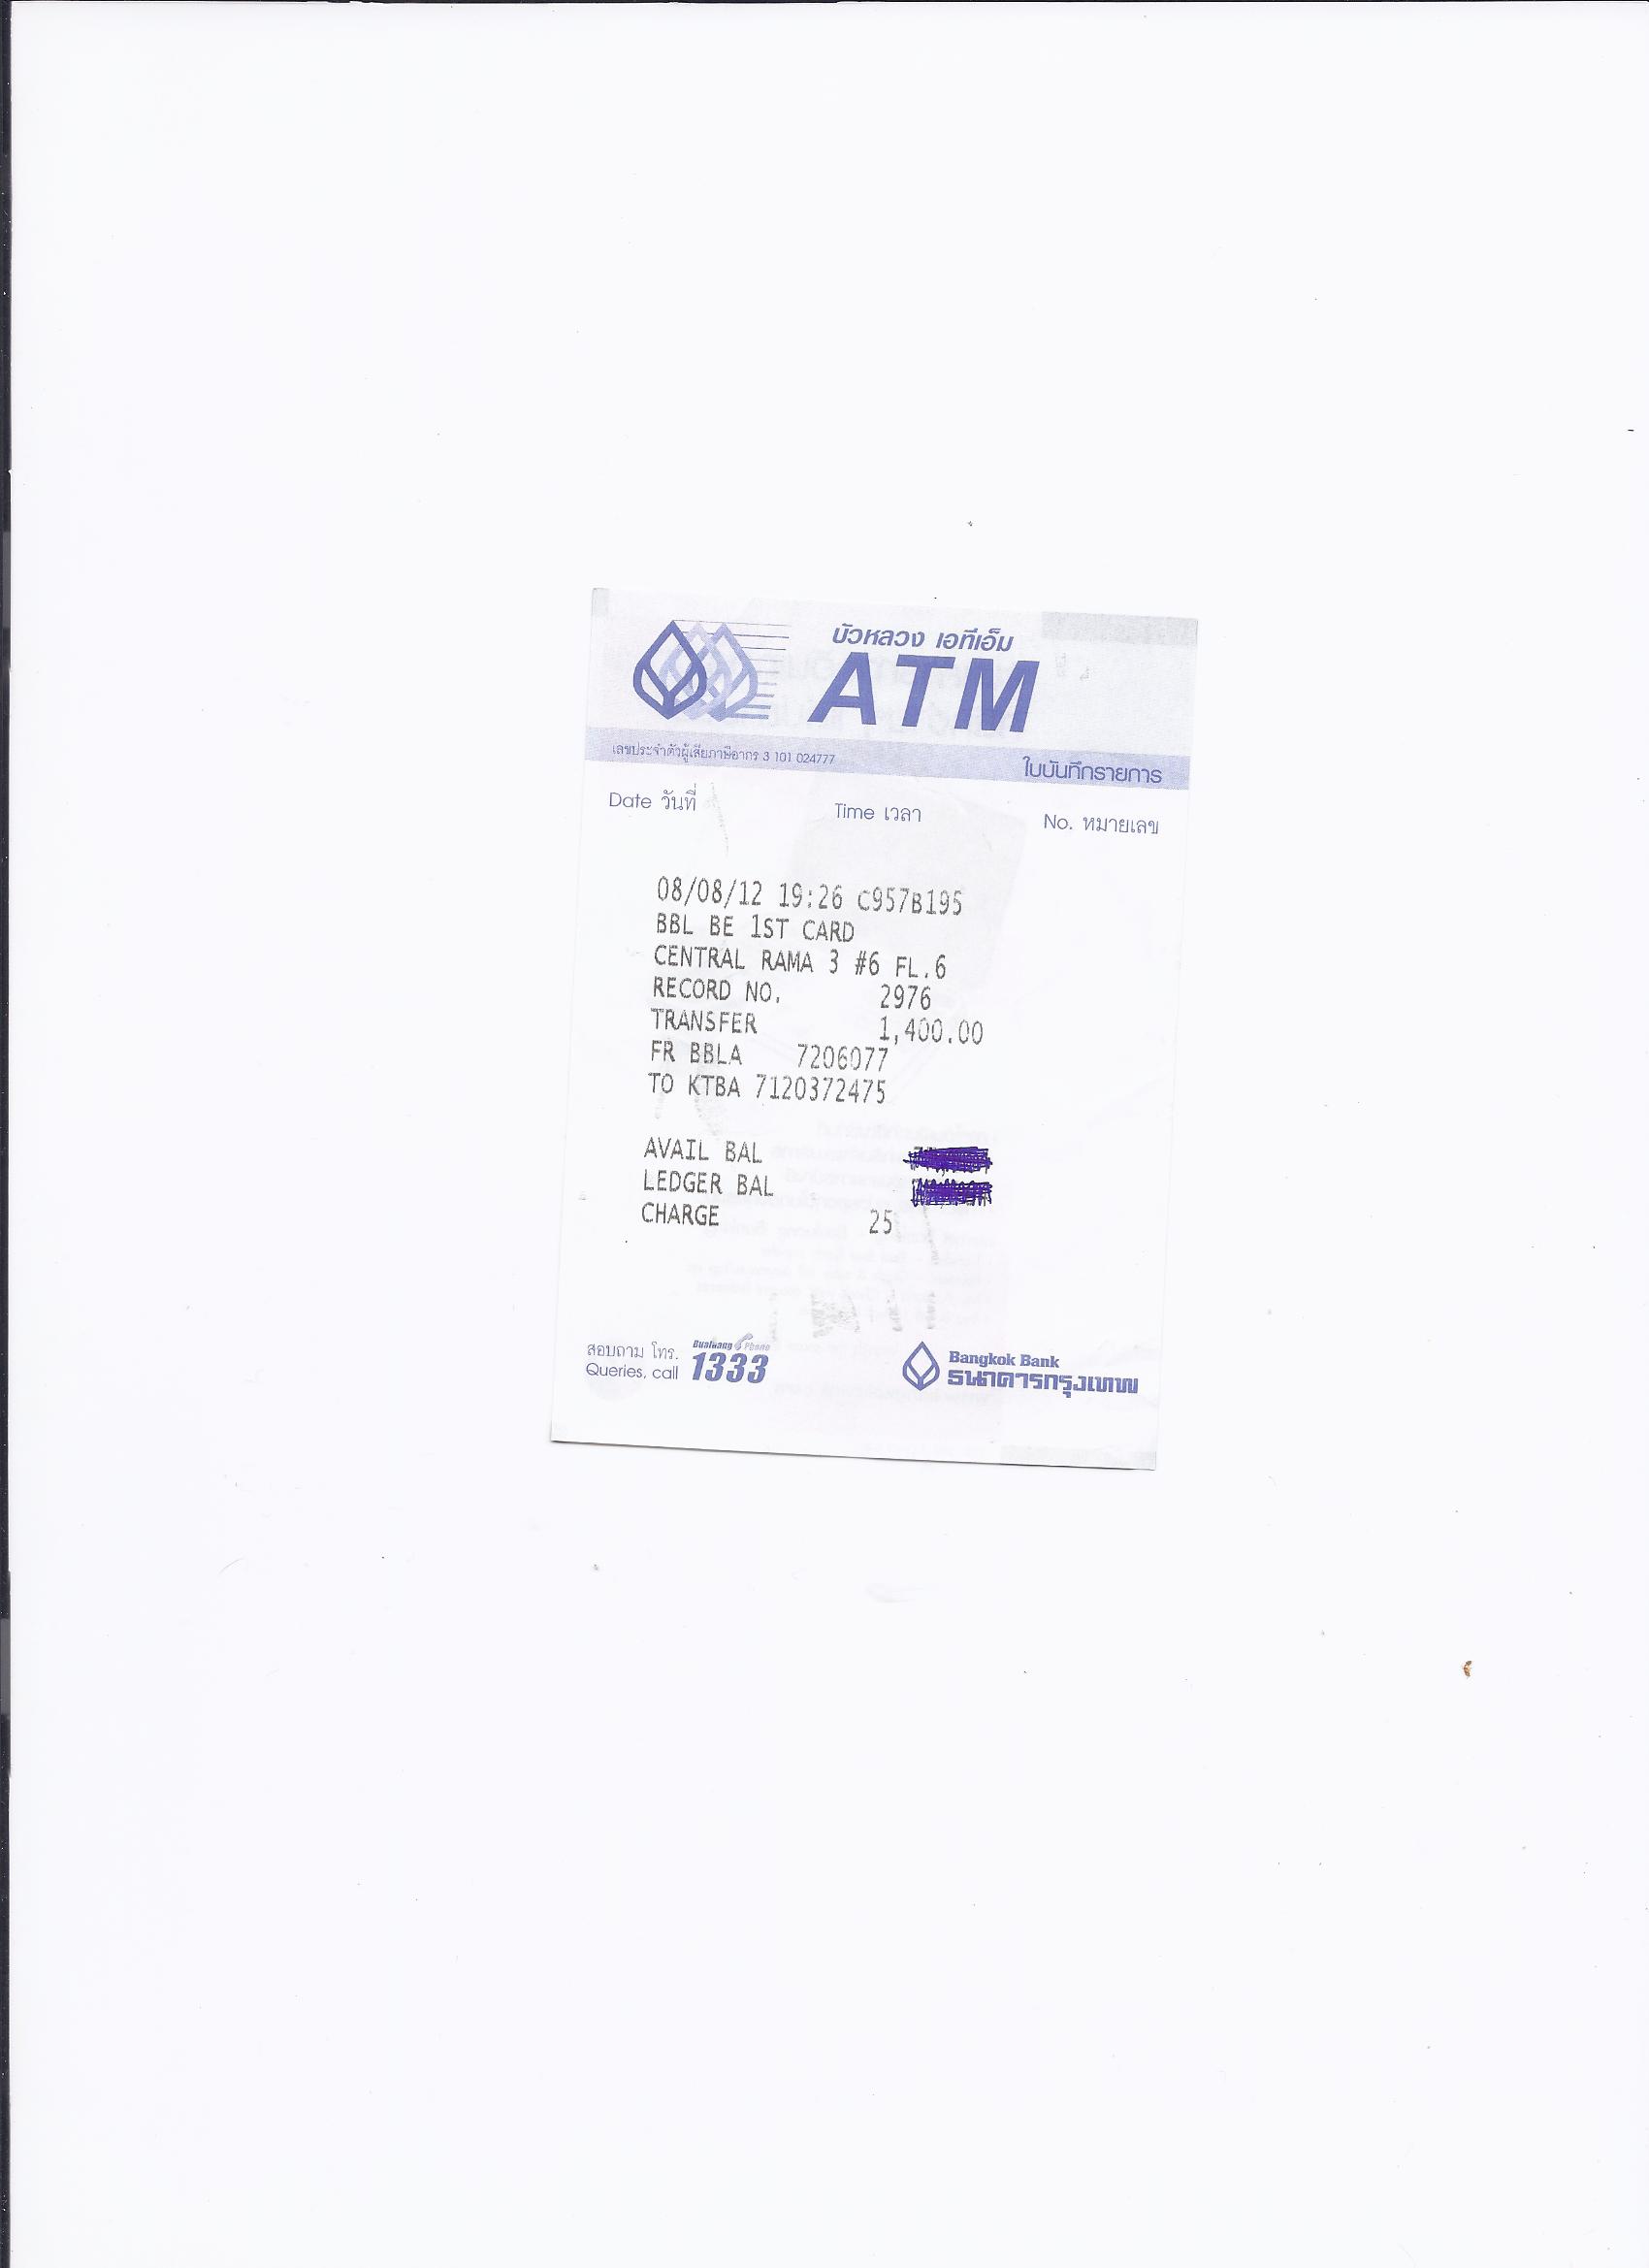 บัวหลวง เอทีเอ็ม
ATM
เลขประจำตัวผู้เสียภาษีอากร 3 101 024777
ใบบันทึกรายการ
Date วันที่ Time เวลา No. หมายเลข
08/08/12 19:26 C957B195
BBL BE 1ST CARD
CENTRAL RAMA 3 #6 FL.6
RECORD NO. 2976
TRANSFER 1,400.00
FR BBLA 7206077
TO KTBA 7120372475
AVAIL BAL
LEDGER BAL
CHARGE 25
สอบถาม โทร. Bualuang Phone
Queries, call 1333
Bangkok Bank
ธนาคารกรุงเทพ